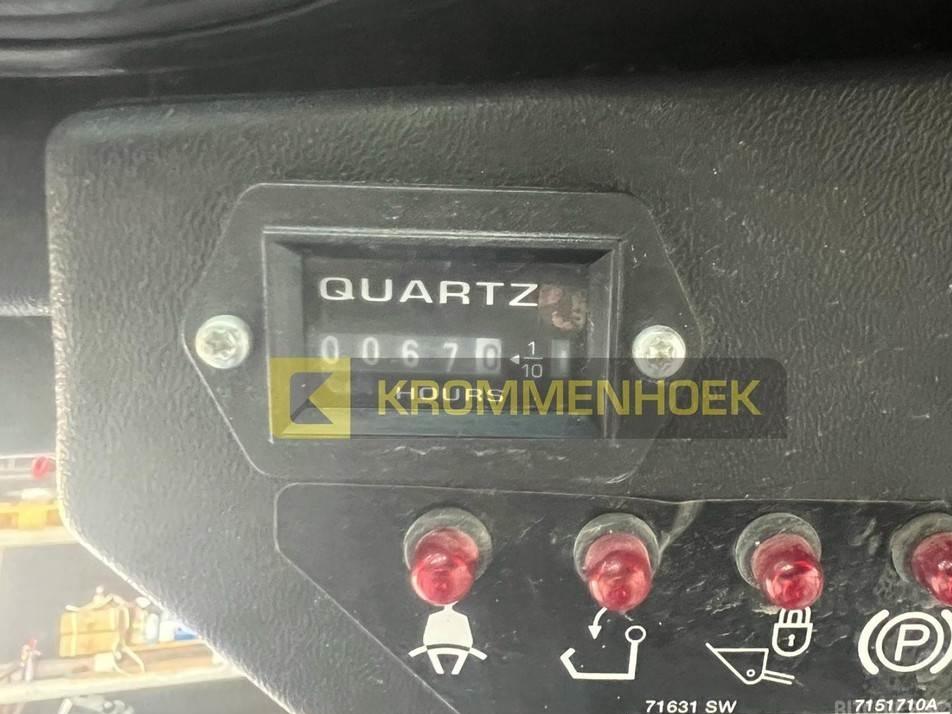 QUARTZ
00670 1/10
HOURS
KROMMENHOEK
P
71631 SW
7151710A